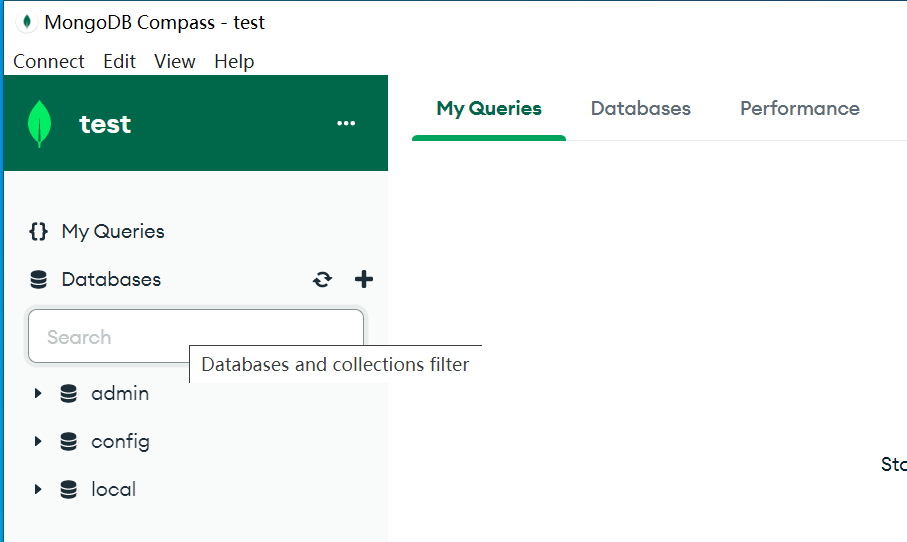 MongoDB Compass - test
Connect Edit View Help
test
My Queries Databases Performance
My Queries
Databases
Search
Databases and collections filter
admin
config
local